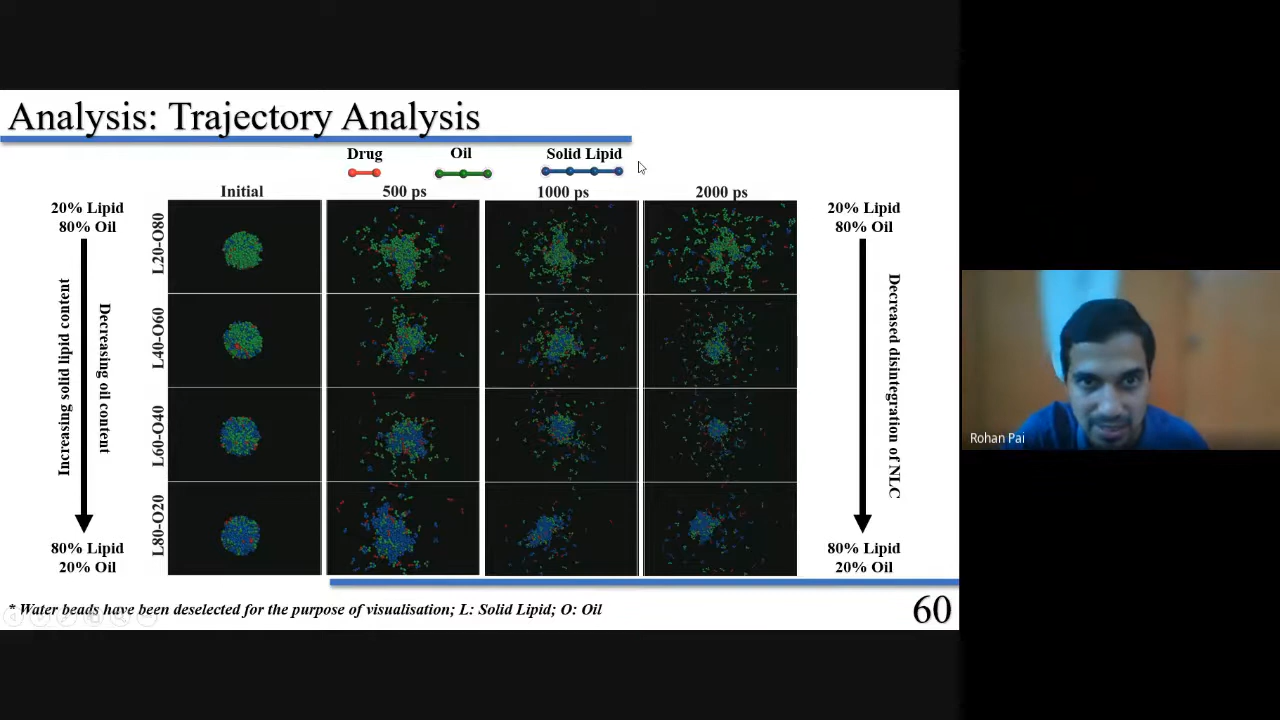 Analysis: Trajectory Analysis
Drug
Oil
Solid Lipid
Initial
500 ps
1000 ps
2000 ps
20% Lipid
80% Oil
Increasing solid lipid content
Decreasing oil content
80% Lipid
20% Oil
L20-O80
L40-O60
L60-O40
L80-O20
20% Lipid
80% Oil
Decreased disintegration of NLC
80% Lipid
20% Oil
* Water beads have been deselected for the purpose of visualisation; L: Solid Lipid; O: Oil
60
Rohan Pai